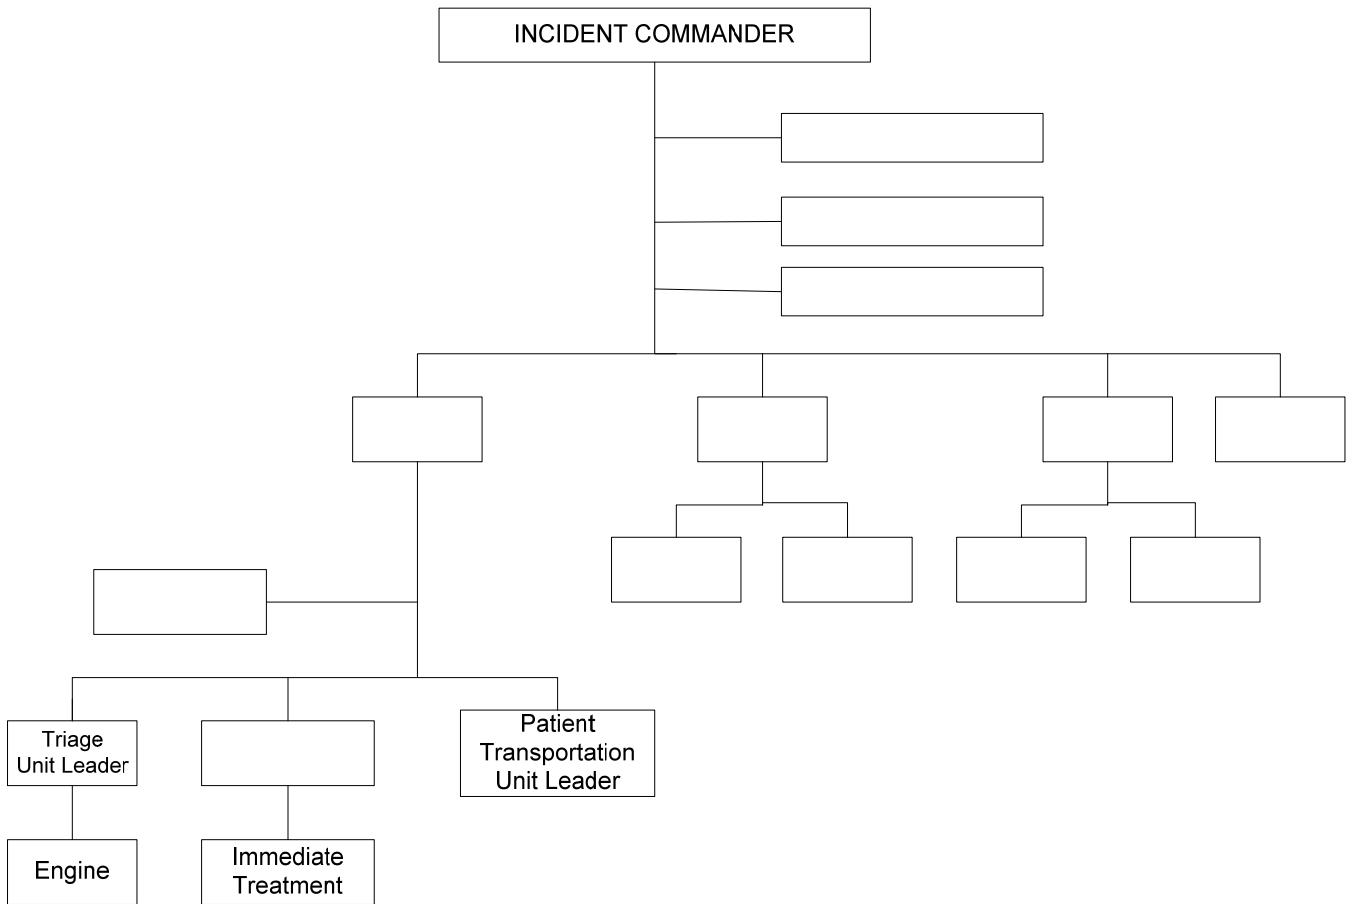 INCIDENT COMMANDER
Triage
Unit Leader
Patient
Transportation
Unit Leader
Engine
Immediate
Treatment